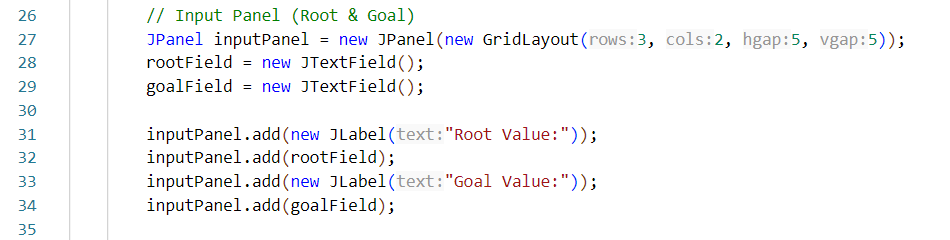 26 // Input Panel (Root & Goal)
27 JPanel inputPanel = new JPanel(new GridLayout(rows:3, cols:2, hgap:5, vgap:5));
28 rootField = new JTextField();
29 goalField = new JTextField();
30
31 inputPanel.add(new JLabel(text:"Root Value:"));
32 inputPanel.add(rootField);
33 inputPanel.add(new JLabel(text:"Goal Value:"));
34 inputPanel.add(goalField);
35